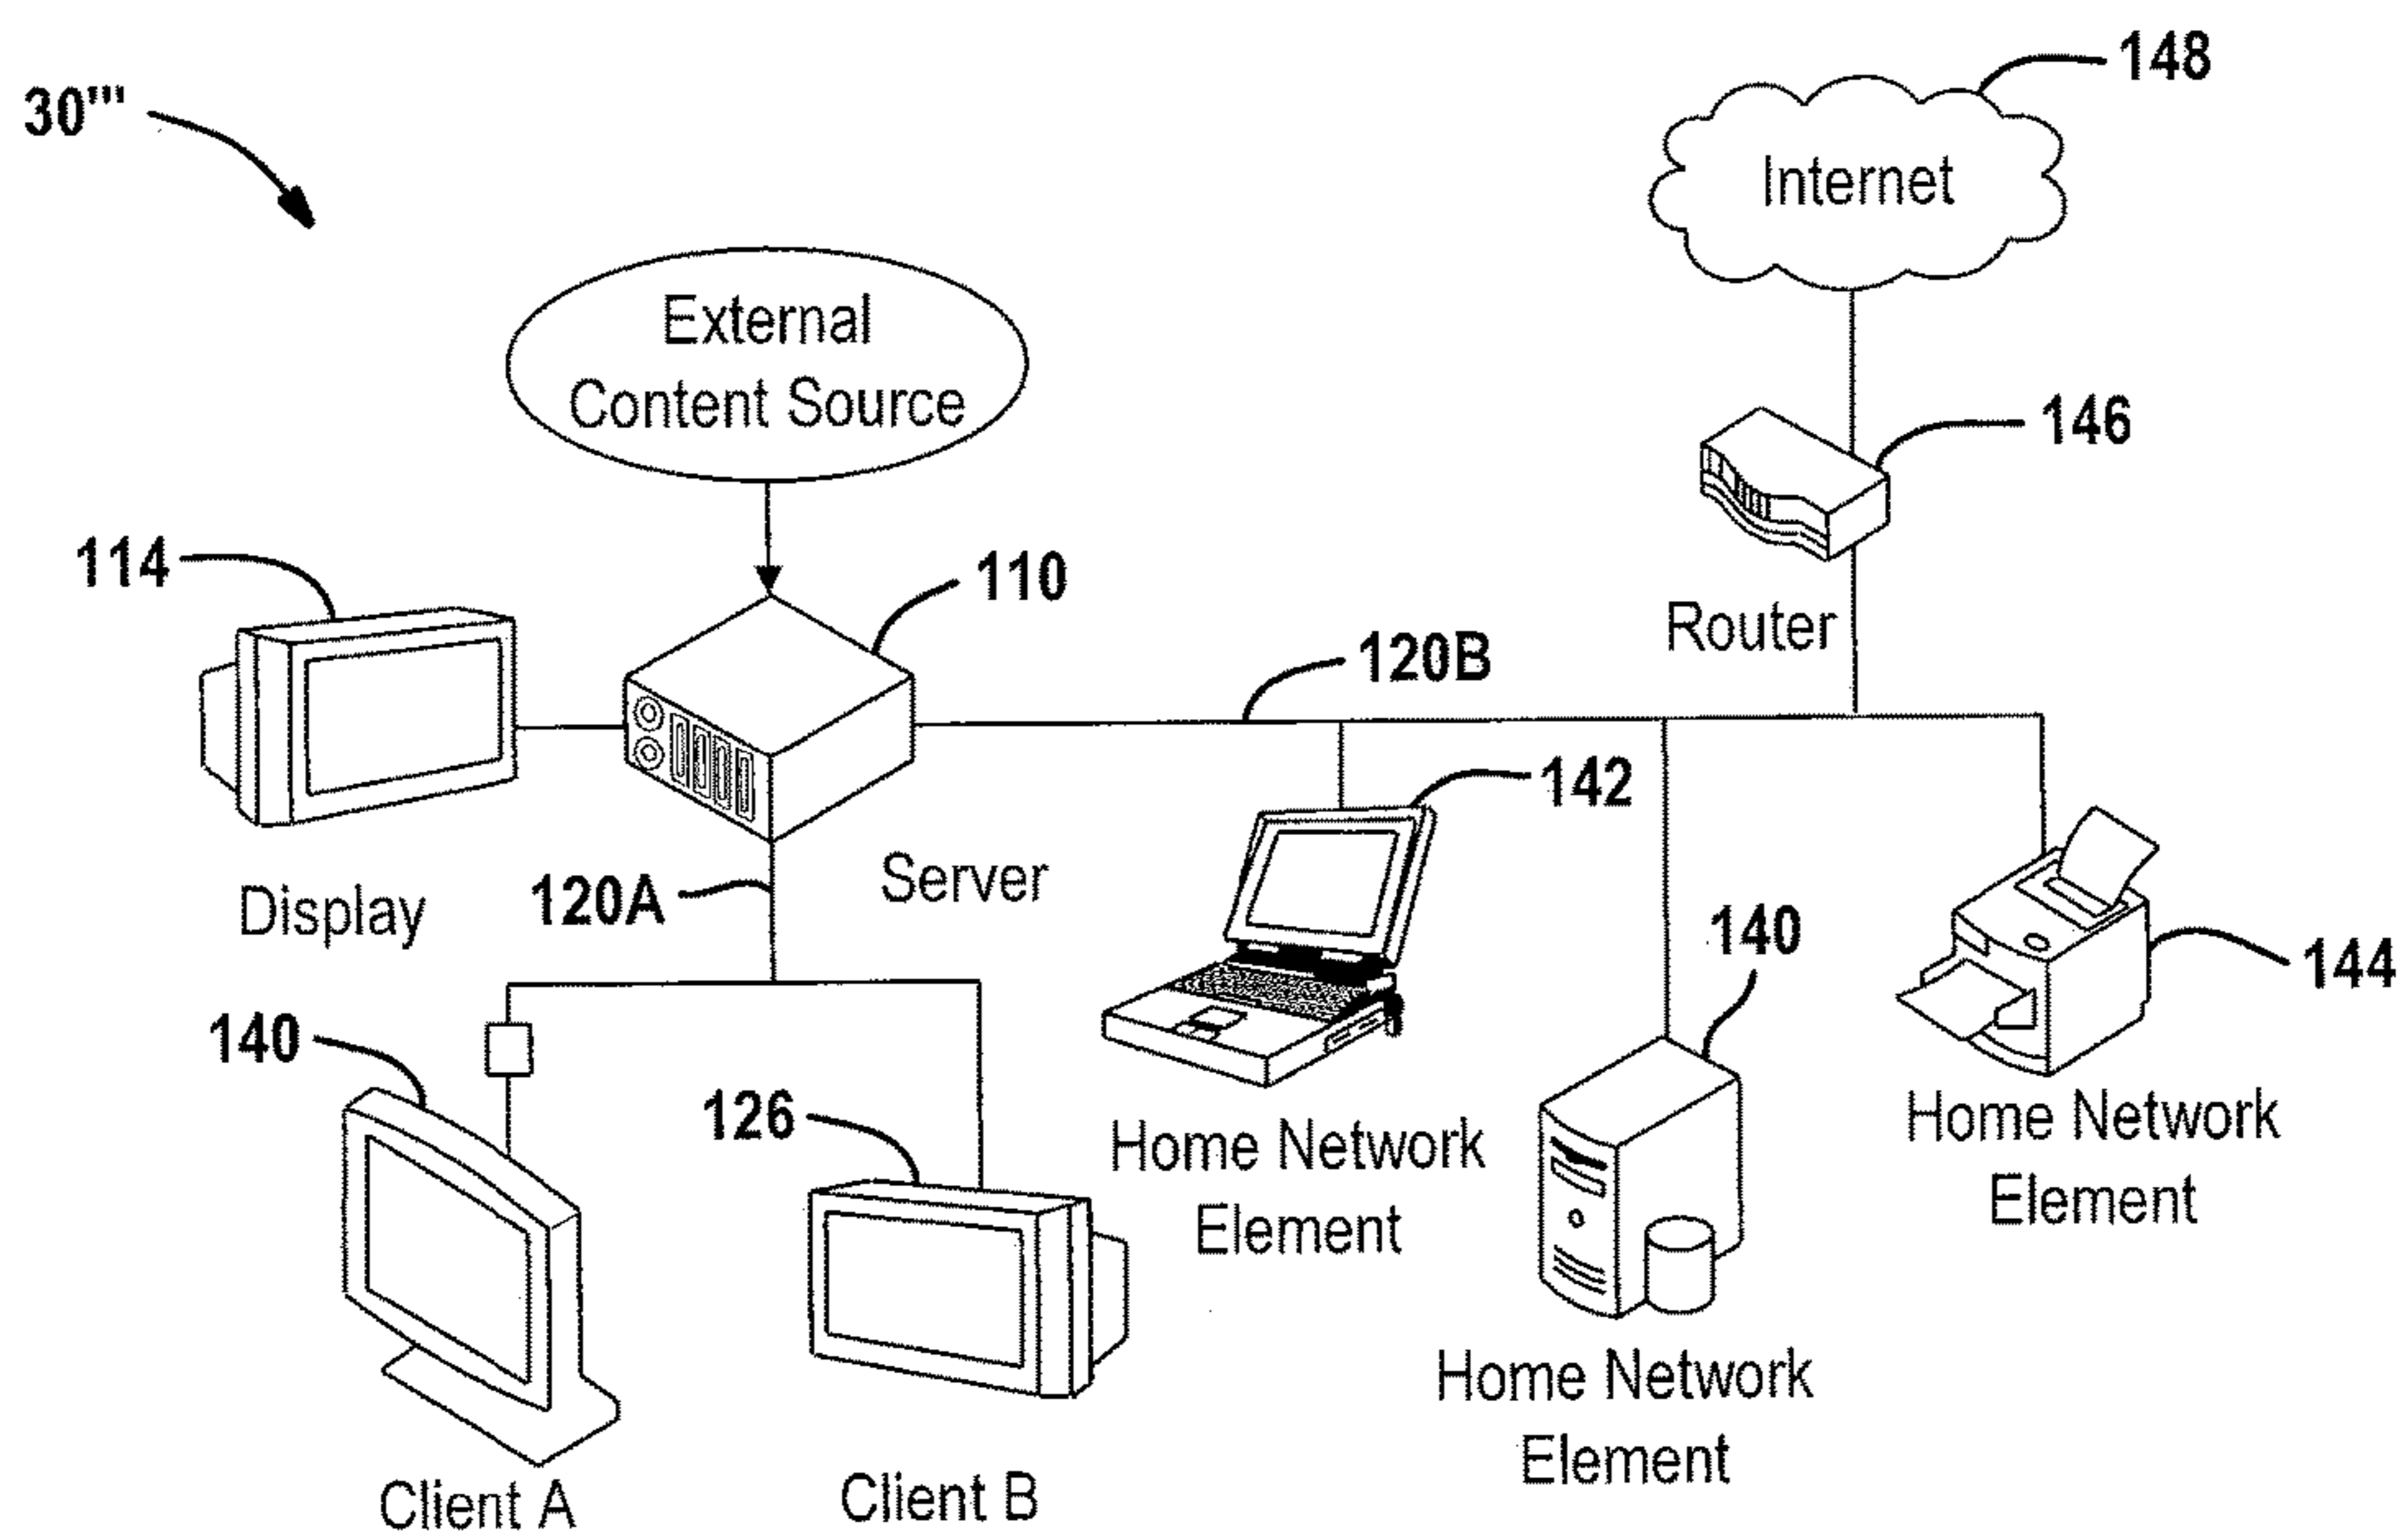 148
30'''
Internet
External
Content Source
146
114
110
Router
120B
142
Display
120A
Server
140
144
140
126
Home Network
Element
Home Network
Element
Home Network
Element
Client A
Client B